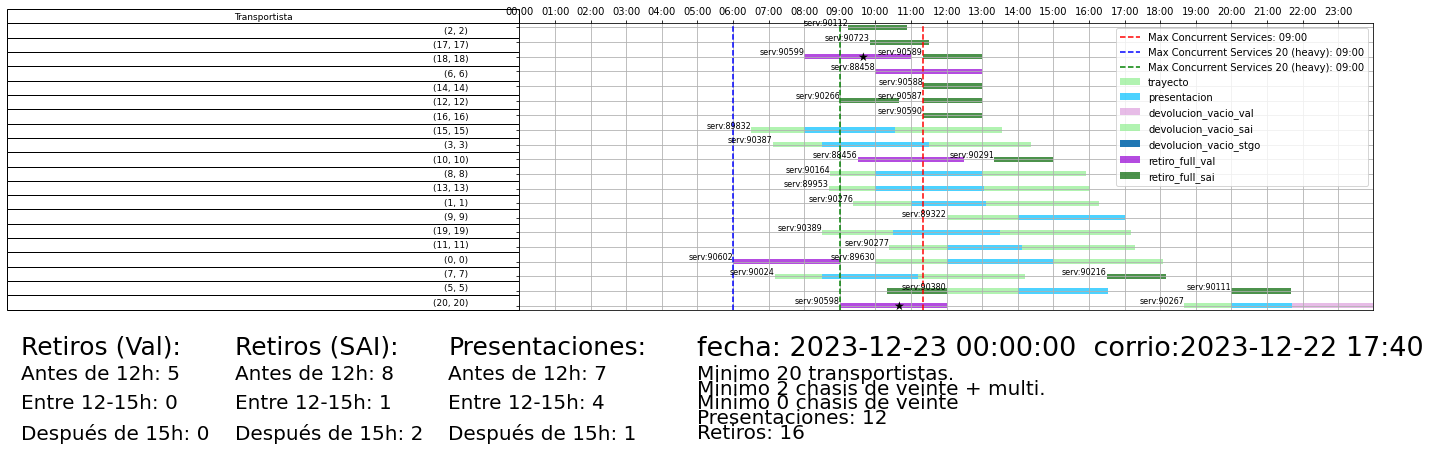 Transportista
00:00 01:00 02:00 03:00 04:00 05:00 06:00 07:00 08:00 09:00 10:00 11:00 12:00 13:00 14:00 15:00 16:00 17:00 18:00 19:00 20:00 21:00 22:00 23:00
(2, 2) serv:90112
(17, 17) serv:90723
(18, 18) serv:90599 serv:90589
(6, 6) serv:88458
(14, 14) serv:90588
(12, 12) serv:90266 serv:90587
(16, 16) serv:90590
(15, 15) serv:89832
(3, 3) serv:90387
(10, 10) serv:88456 serv:90291
(8, 8) serv:90164
(13, 13) serv:89953
(1, 1) serv:90276
(9, 9) serv:89322
(19, 19) serv:90389
(11, 11) serv:90277
(0, 0) serv:90602 serv:89630
(7, 7) serv:90024 serv:90216
(5, 5) serv:90380 serv:90111
(20, 20) serv:90598 serv:90267
Max Concurrent Services: 09:00
Max Concurrent Services 20 (heavy): 09:00
Max Concurrent Services 20 (heavy): 09:00
trayecto
presentacion
devolucion_vacio_val
devolucion_vacio_sai
devolucion_vacio_stgo
retiro_full_val
retiro_full_sai
Retiros (Val):
Antes de 12h: 5
Entre 12-15h: 0
Después de 15h: 0
Retiros (SAI):
Antes de 12h: 8
Entre 12-15h: 1
Después de 15h: 2
Presentaciones:
Antes de 12h: 7
Entre 12-15h: 4
Después de 15h: 1
fecha: 2023-12-23 00:00:00 corrio:2023-12-22 17:40
Minimo 20 transportistas.
Minimo 2 chasis de veinte + multi.
Minimo 0 chasis de veinte
Presentaciones: 12
Retiros: 16